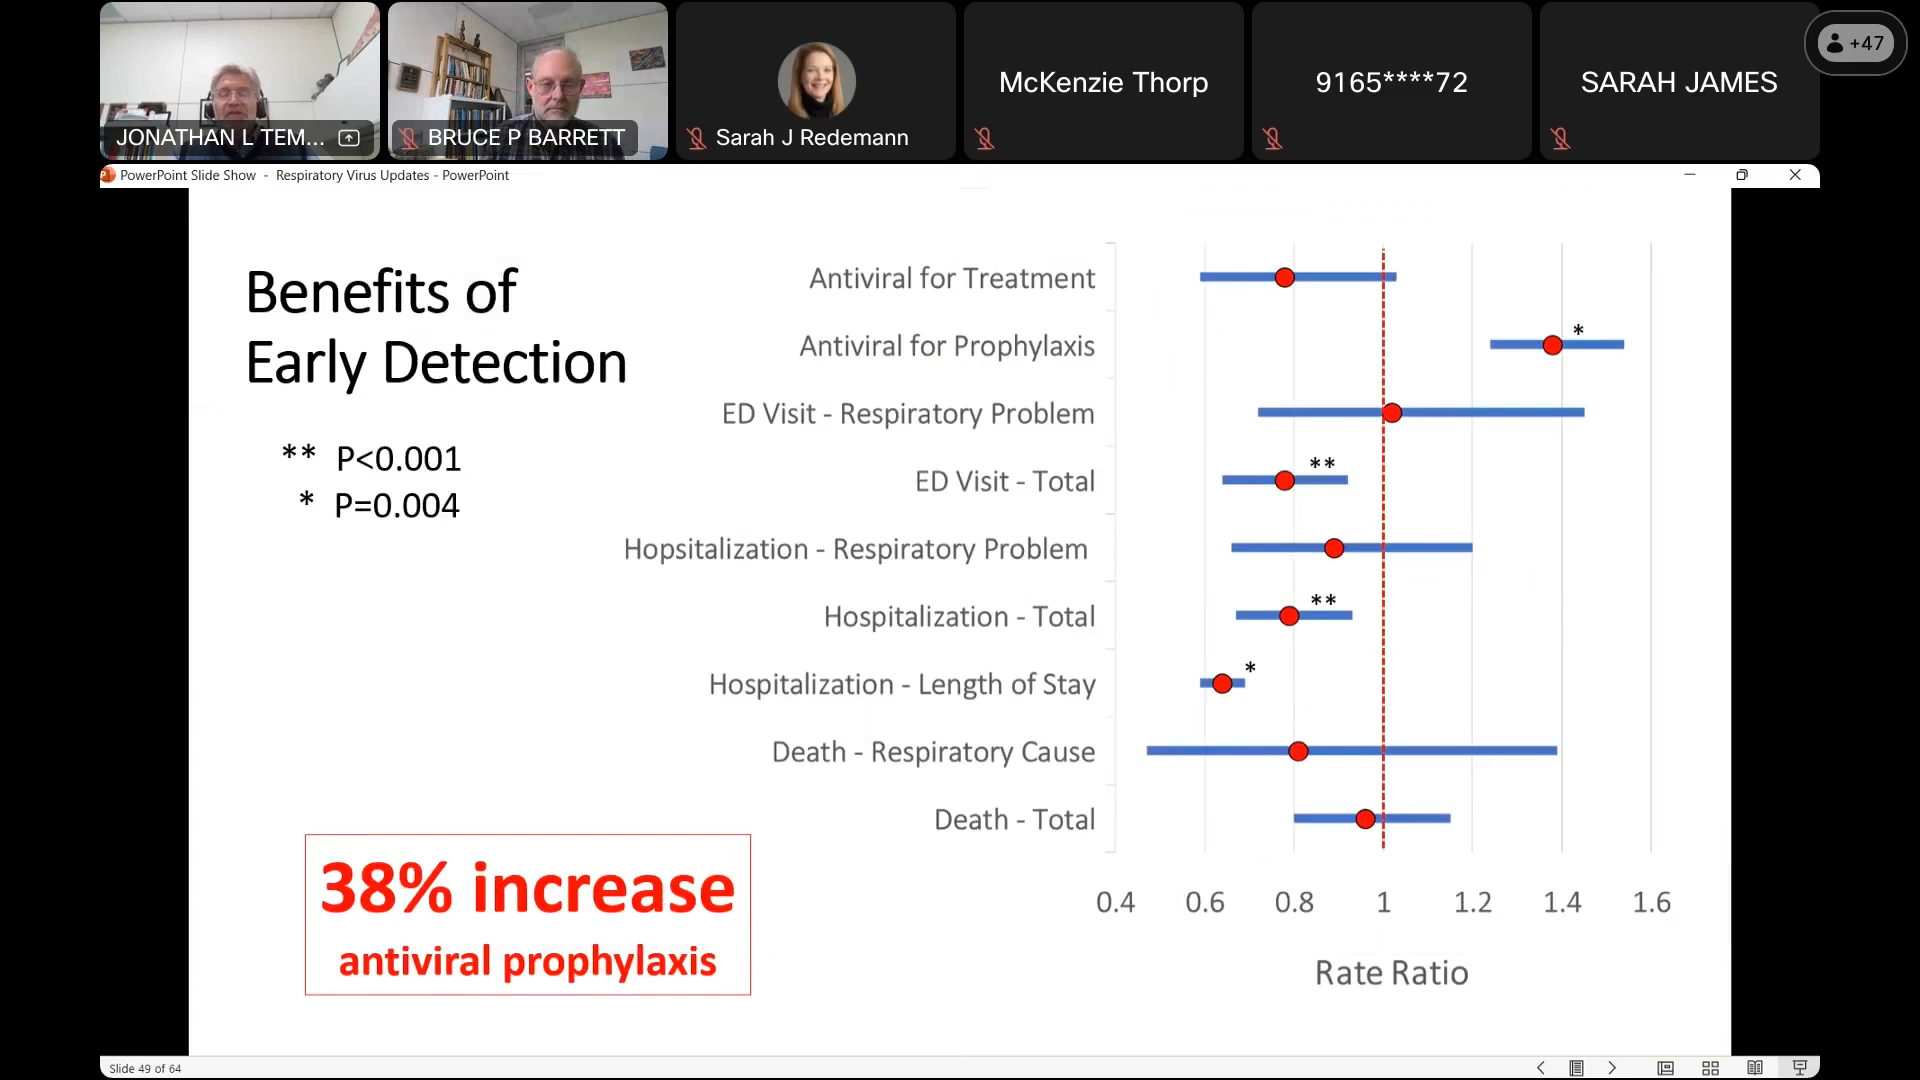 JONATHAN L TEM...
BRUCE P BARRETT
Sarah J Redemann
McKenzie Thorp
9165****72
SARAH JAMES
+47
PowerPoint Slide Show - Respiratory Virus Updates - PowerPoint
Benefits of
Early Detection
** P<0.001
* P=0.004
38% increase
antiviral prophylaxis
Antiviral for Treatment
Antiviral for Prophylaxis
*
ED Visit - Respiratory Problem
ED Visit - Total
**
Hopsitalization - Respiratory Problem
Hospitalization - Total
**
Hospitalization - Length of Stay
*
Death - Respiratory Cause
Death - Total
0.4 0.6 0.8 1 1.2 1.4 1.6
Rate Ratio
Slide 49 of 64